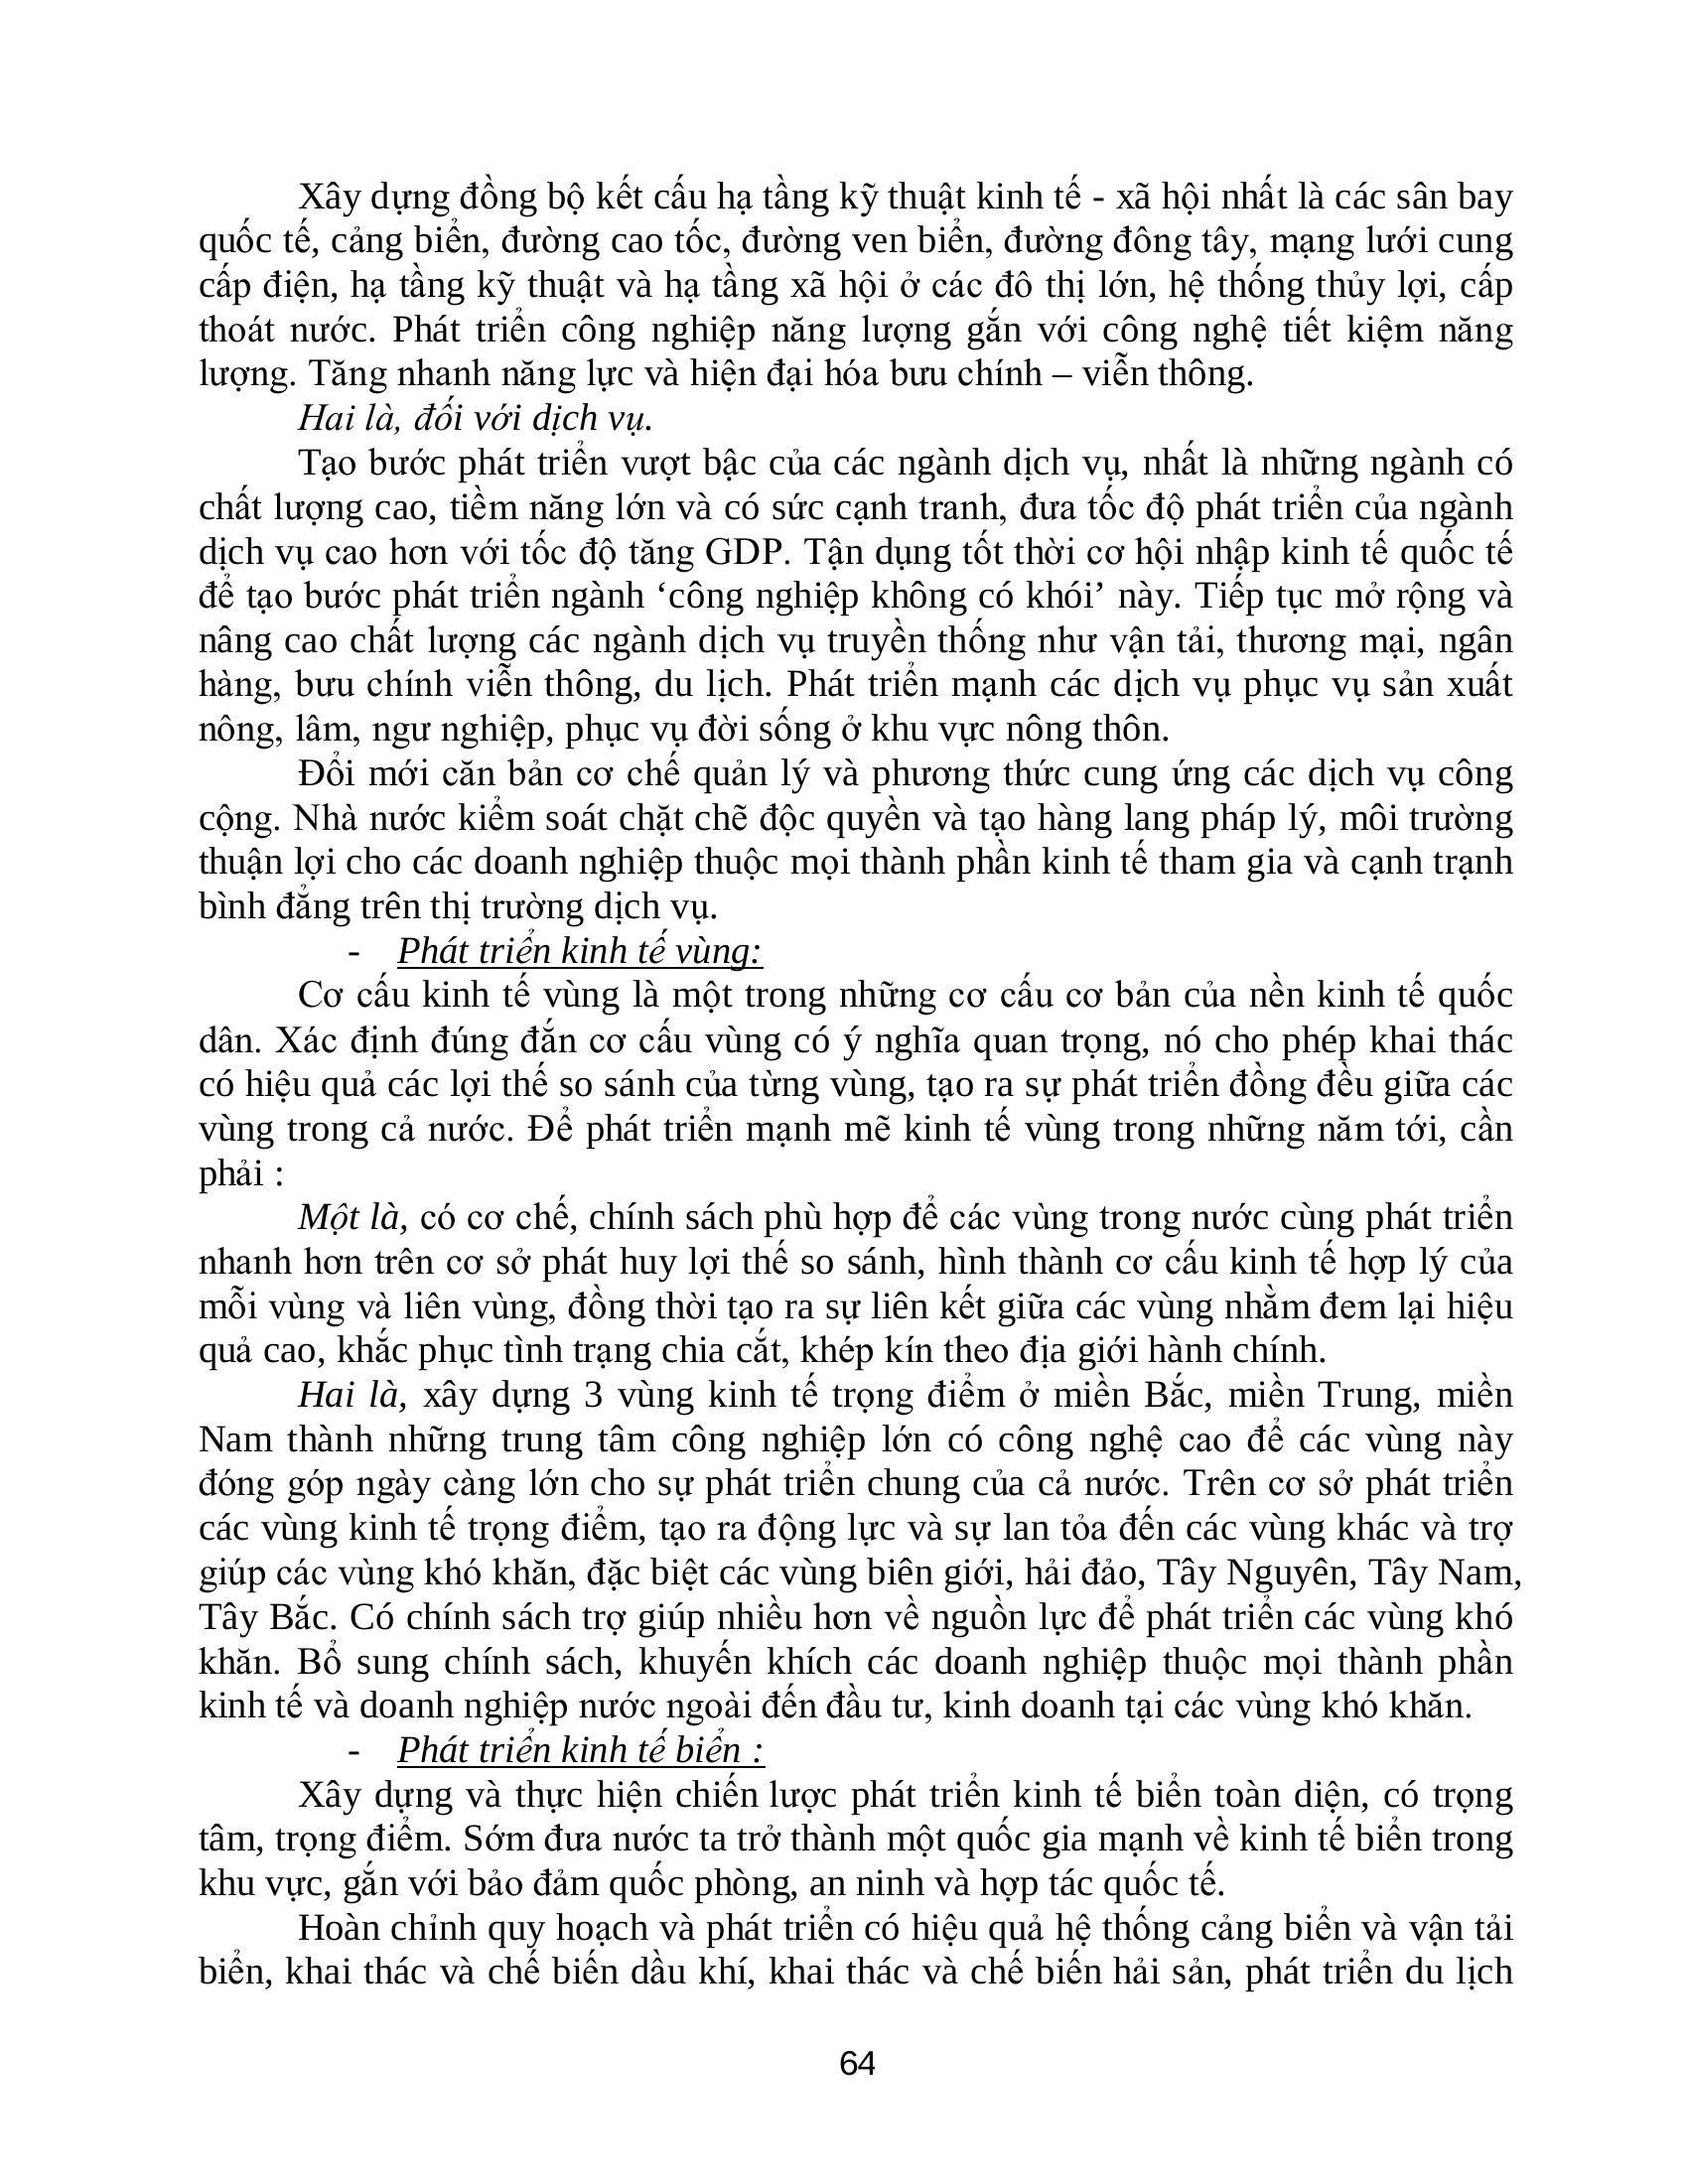 Xây dựng đồng bộ kết cấu hạ tầng kỹ thuật kinh tế - xã hội nhất là các sân bay
quốc tế, cảng biển, đường cao tốc, đường ven biển, đường đông tây, mạng lưới cung
cấp điện, hạ tầng kỹ thuật và hạ tầng xã hội ở các đô thị lớn, hệ thống thủy lợi, cấp
thoát nước. Phát triển công nghiệp năng lượng gắn với công nghệ tiết kiệm năng
lượng. Tăng nhanh năng lực và hiện đại hóa bưu chính – viễn thông.
Hai là, đối với dịch vụ.
Tạo bước phát triển vượt bậc của các ngành dịch vụ, nhất là những ngành có
chất lượng cao, tiềm năng lớn và có sức cạnh tranh, đưa tốc độ phát triển của ngành
dịch vụ cao hơn với tốc độ tăng GDP. Tận dụng tốt thời cơ hội nhập kinh tế quốc tế
để tạo bước phát triển ngành ‘công nghiệp không có khói’ này. Tiếp tục mở rộng và
nâng cao chất lượng các ngành dịch vụ truyền thống như vận tải, thương mại, ngân
hàng, bưu chính viễn thông, du lịch. Phát triển mạnh các dịch vụ phục vụ sản xuất
nông, lâm, ngư nghiệp, phục vụ đời sống ở khu vực nông thôn.
Đổi mới căn bản cơ chế quản lý và phương thức cung ứng các dịch vụ công
cộng. Nhà nước kiểm soát chặt chẽ độc quyền và tạo hàng lang pháp lý, môi trường
thuận lợi cho các doanh nghiệp thuộc mọi thành phần kinh tế tham gia và cạnh trạnh
bình đẳng trên thị trường dịch vụ.
- Phát triển kinh tế vùng:
Cơ cấu kinh tế vùng là một trong những cơ cấu cơ bản của nền kinh tế quốc
dân. Xác định đúng đắn cơ cấu vùng có ý nghĩa quan trọng, nó cho phép khai thác
có hiệu quả các lợi thế so sánh của từng vùng, tạo ra sự phát triển đồng đều giữa các
vùng trong cả nước. Để phát triển mạnh mẽ kinh tế vùng trong những năm tới, cần
phải :
Một là, có cơ chế, chính sách phù hợp để các vùng trong nước cùng phát triển
nhanh hơn trên cơ sở phát huy lợi thế so sánh, hình thành cơ cấu kinh tế hợp lý của
mỗi vùng và liên vùng, đồng thời tạo ra sự liên kết giữa các vùng nhằm đem lại hiệu
quả cao, khắc phục tình trạng chia cắt, khép kín theo địa giới hành chính.
Hai là, xây dựng 3 vùng kinh tế trọng điểm ở miền Bắc, miền Trung, miền
Nam thành những trung tâm công nghiệp lớn có công nghệ cao để các vùng này
đóng góp ngày càng lớn cho sự phát triển chung của cả nước. Trên cơ sở phát triển
các vùng kinh tế trọng điểm, tạo ra động lực và sự lan tỏa đến các vùng khác và trợ
giúp các vùng khó khăn, đặc biệt các vùng biên giới, hải đảo, Tây Nguyên, Tây Nam,
Tây Bắc. Có chính sách trợ giúp nhiều hơn về nguồn lực để phát triển các vùng khó
khăn. Bổ sung chính sách, khuyến khích các doanh nghiệp thuộc mọi thành phần
kinh tế và doanh nghiệp nước ngoài đến đầu tư, kinh doanh tại các vùng khó khăn.
- Phát triển kinh tế biển :
Xây dựng và thực hiện chiến lược phát triển kinh tế biển toàn diện, có trọng
tâm, trọng điểm. Sớm đưa nước ta trở thành một quốc gia mạnh về kinh tế biển trong
khu vực, gắn với bảo đảm quốc phòng, an ninh và hợp tác quốc tế.
Hoàn chỉnh quy hoạch và phát triển có hiệu quả hệ thống cảng biển và vận tải
biển, khai thác và chế biến dầu khí, khai thác và chế biến hải sản, phát triển du lịch
64